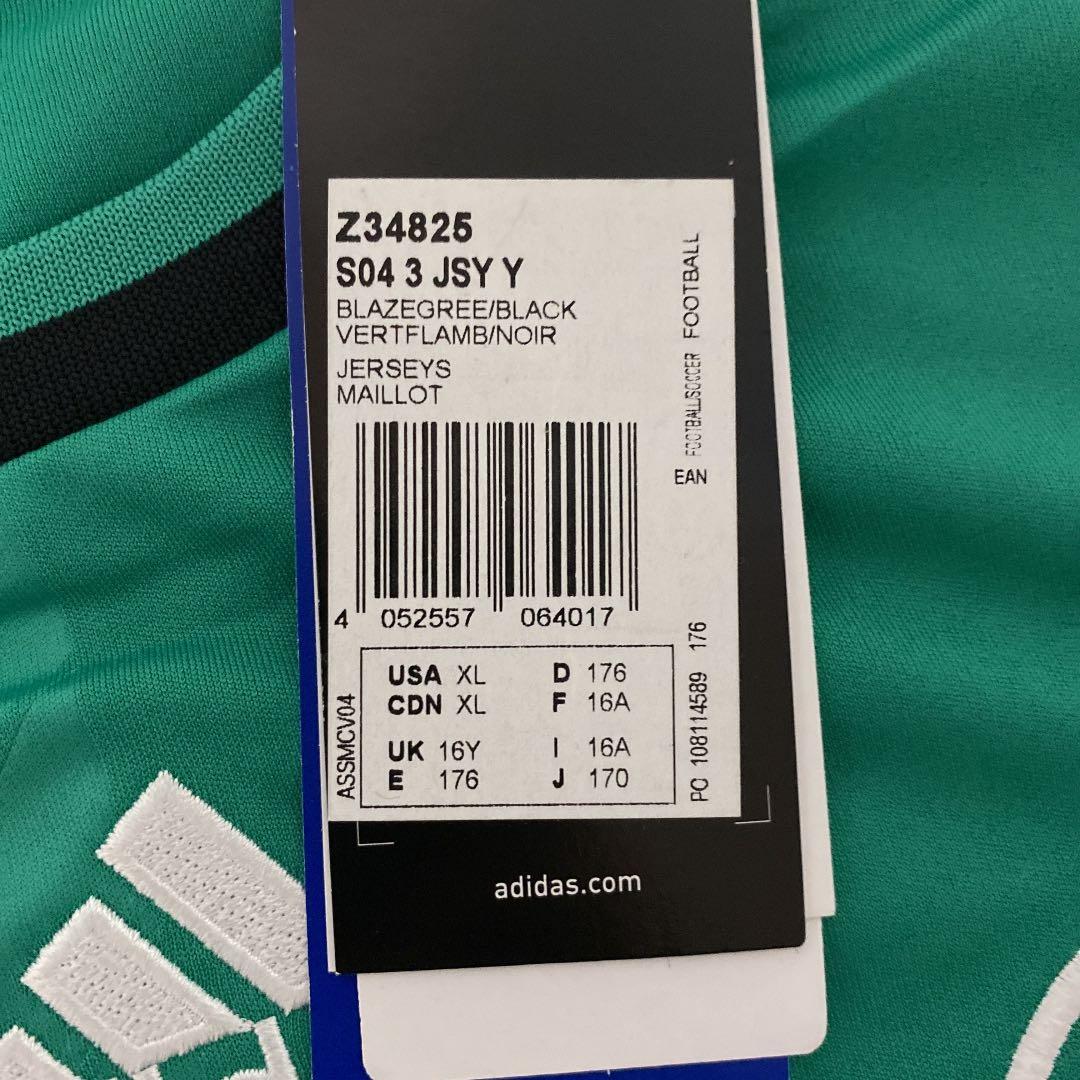 Z34825
S04 3 JSY Y
BLAZEGREE/BLACK
VERTFLAMB/NOIR
JERSEYS
MAILLOT
FOOTBALL/SOCCER FOOTBALL
EAN
4 052557 064017
ASSMCV04
USA XL D 176
CDN XL F 16A
UK 16Y I 16A
E 176 J 170
PO 108114589 176
adidas.com